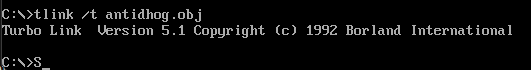 C:\>tlink /t antidhog.obj
Turbo Link  Version 5.1 Copyright (c) 1992 Borland International
C:\>S_